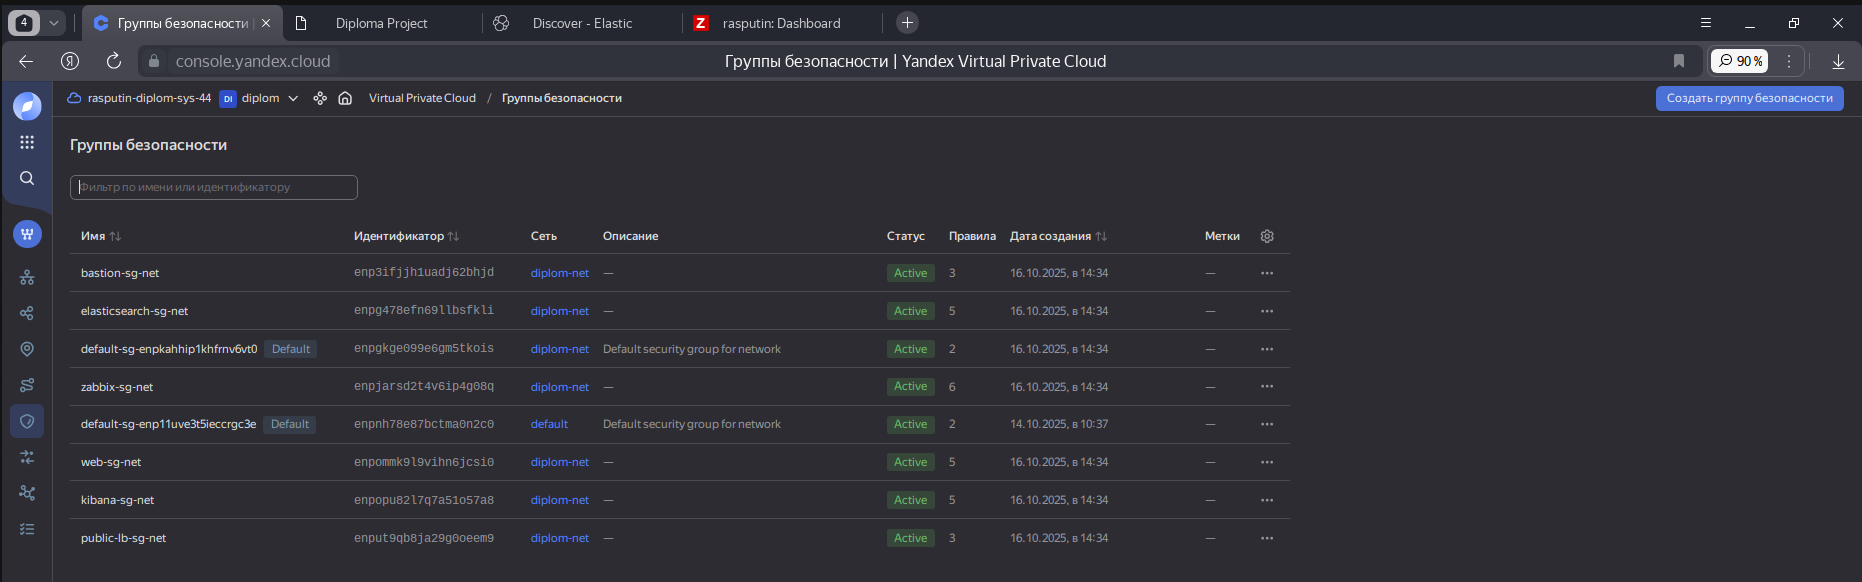 4 Группы безопасности Diploma Project Discover - Elastic Z rasputin: Dashboard
Я console.yandex.cloud Группы безопасности | Yandex Virtual Private Cloud 90 %
rasputin-diplom-sys-44 DI diplom Virtual Private Cloud / Группы безопасности Создать группу безопасности
Группы безопасности
Фильтр по имени или идентификатору
Имя Идентификатор Сеть Описание Статус Правила Дата создания Метки
bastion-sg-net enp3ifjjh1uadj62bhjd diplom-net — Active 3 16.10.2025, в 14:34 —
elasticsearch-sg-net enpg478efn69llbsfkli diplom-net — Active 5 16.10.2025, в 14:34 —
default-sg-enpkahhip1khfrnv6vt0 Default enpgkge099e6gm5tkois diplom-net Default security group for network Active 2 16.10.2025, в 14:34 —
zabbix-sg-net enpjarsd2t4v6ip4g08q diplom-net — Active 6 16.10.2025, в 14:34 —
default-sg-enp11uve3t5ieccrgc3e Default enpnh78e87bctma0n2c0 default Default security group for network Active 2 14.10.2025, в 10:37 —
web-sg-net enpommk9l9vihn6jcsi0 diplom-net — Active 5 16.10.2025, в 14:34 —
kibana-sg-net enpopu82l7q7a51o57a8 diplom-net — Active 5 16.10.2025, в 14:34 —
public-lb-sg-net enput9qb8ja29g0oeem9 diplom-net — Active 3 16.10.2025, в 14:34 —